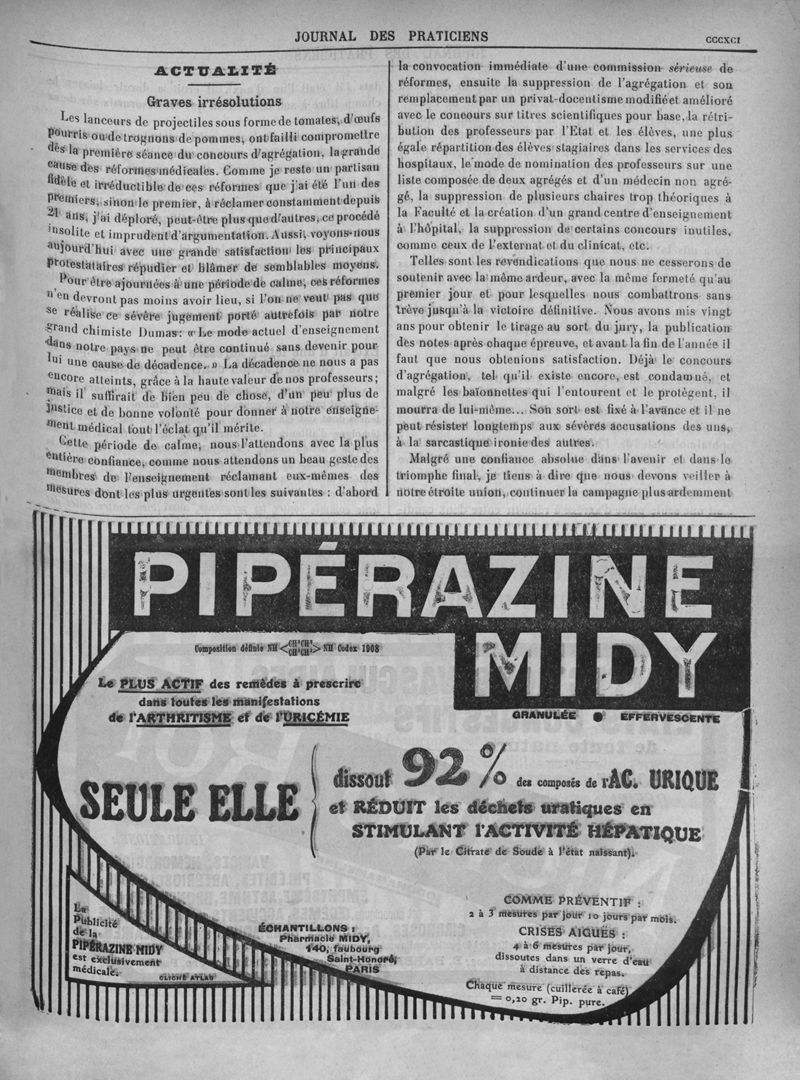 JOURNAL DES PRATICIENS
CCCXCI
ACTUALITÉ
Graves irrésolutions
Les lanceurs de projectiles sous forme de tomates, d'œufs
pourris ou de trognons de pommes, ont failli compromettre
dès la première séance du concours d'agrégation, la grande
cause des réformes médicales. Comme je reste un partisan
fidèle et irréductible de ces réformes que j'ai été l'un des
premiers, sinon le premier, à réclamer constamment depuis
21 ans, j'ai déploré, peut-être plus que d'autres, ce procédé
insolite et imprudent d'argumentation. Aussi, voyons-nous
aujourd'hui avec une grande satisfaction les principaux
protestataires répudier et blâmer de semblables moyens.
Pour être ajournées à une période de calme, ces réformes
n'en devront pas moins avoir lieu, si l'on ne veut pas que
se réalise ce sévère jugement porté autrefois par notre
grand chimiste Dumas: « Le mode actuel d'enseignement
dans notre pays ne peut être continué sans devenir pour
lui une cause de décadence. » La décadence ne nous a pas
encore atteints, grâce à la haute valeur de nos professeurs;
mais il suffirait de bien peu de chose, d'un peu plus de
justice et de bonne volonté pour donner à notre enseigne-
ment médical tout l'éclat qu'il mérite.
Cette période de calme, nous l'attendons avec la plus
entière confiance, comme nous attendons un beau geste des
membres de l'enseignement réclamant eux-mêmes des
mesures dont les plus urgentes sont les suivantes : d'abord
la convocation immédiate d'une commission sérieuse de
réformes, ensuite la suppression de l'agrégation et son
remplacement par un privat-docentisme modifié et amélioré
avec le concours sur titres scientifiques pour base, la rétri-
bution des professeurs par l'Etat et les élèves, une plus
égale répartition des élèves stagiaires dans les services des
hospitaux, le mode de nomination des professeurs sur une
liste composée de deux agrégés et d'un médecin non agré-
gé, la suppression de plusieurs chaires trop théoriques à
la Faculté et la création d'un grand centre d'enseignement
à l'hôpital, la suppression de certains concours inutiles,
comme ceux de l'externat et du clinicat, etc.
Telles sont les revendications que nous ne cesserons de
soutenir avec la même ardeur, avec la même fermeté qu'au
premier jour et pour lesquelles nous combattrons sans
trêve jusqu'à la victoire définitive. Nous avons mis vingt
ans pour obtenir le tirage au sort du jury, la publication
des notes après chaque épreuve, et avant la fin de l'année il
faut que nous obtenions satisfaction. Déjà le concours
d'agrégation, tel qu'il existe encore, est condamné, et
malgré les baïonnettes qui l'entourent et le protègent, il
mourra de lui-même... Son sort est fixé à l'avance et il ne
peut résister longtemps aux sévères accusations des uns,
à la sarcastique ironie des autres.
Malgré une confiance absolue dans l'avenir et dans le
triomphe final, je tiens à dire que nous devons veiller à
notre étroite union, continuer la campagne plus ardemment
PIPÉRAZINE
MIDY
Composition définie NH <CH²CH² CH²CH²> NH Codex 1908
GRANULÉE ● EFFERVESCENTE
Le PLUS ACTIF des remèdes à prescrire
dans toutes les manifestations
de l'ARTHRITISME et de l'URICÉMIE
SEULE ELLE
dissout 92% des composés de l'AC. URIQUE
et RÉDUIT les déchets uratiques en
STIMULANT l'ACTIVITÉ HÉPATIQUE
(Par le Citrate de Soude à l'état naissant).
La
Publicité
de la
PIPÉRAZINE MIDY
est exclusivement
médicale.
CLICHÉ ATLAS
ÉCHANTILLONS :
Pharmacie MIDY,
140, faubourg
Saint-Honoré,
PARIS
COMME PRÉVENTIF :
2 à 3 mesures par jour 10 jours par mois.
CRISES AIGUES :
4 à 6 mesures par jour,
dissoutes dans un verre d'eau
à distance des repas.
Chaque mesure (cuillerée à café)
= 0,20 gr. Pip. pure.